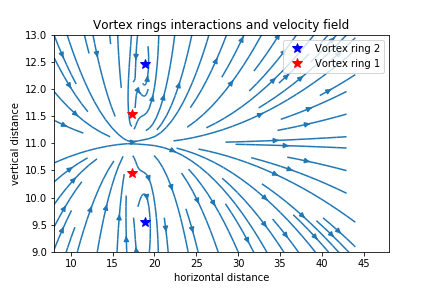 Vortex rings interactions and velocity field
Vortex ring 2
Vortex ring 1
vertical distance
13.0
12.5
12.0
11.5
11.0
10.5
10.0
9.5
9.0
10 15 20 25 30 35 40 45
horizontal distance